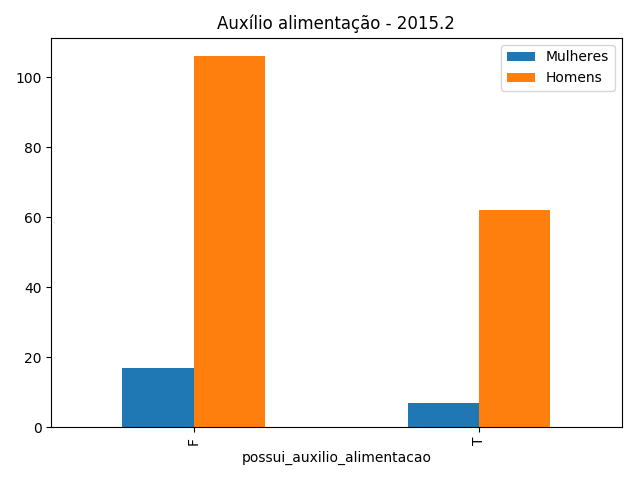 Auxílio alimentação - 2015.2
Mulheres
Homens
100
80
60
40
20
0
F
T
possui_auxilio_alimentacao